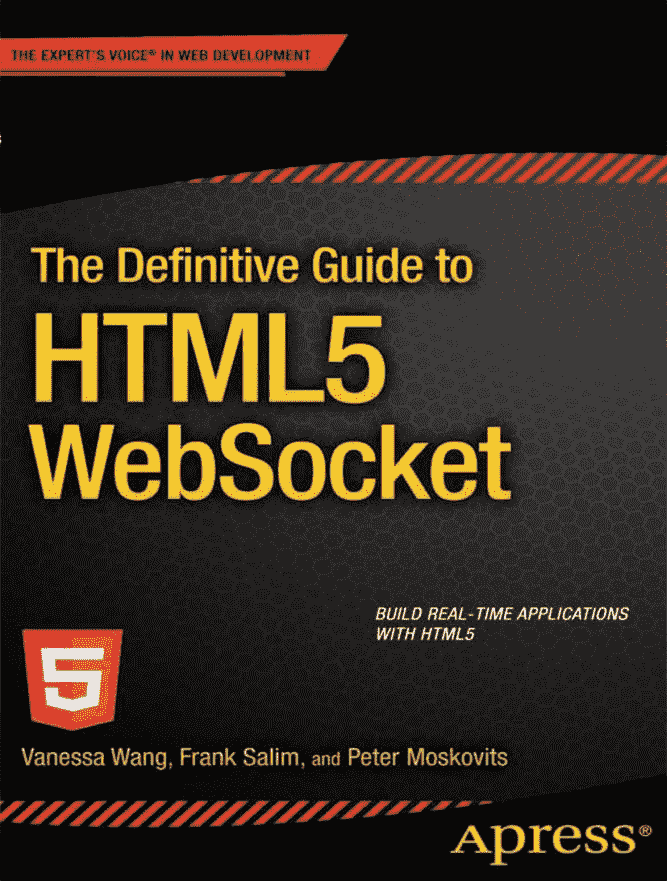 THE EXPERT'S VOICE® IN WEB DEVELOPMENT
The Definitive Guide to
HTML5
WebSocket
BUILD REAL-TIME APPLICATIONS
WITH HTML5
5
Vanessa Wang, Frank Salim, and Peter Moskovits
Apress®